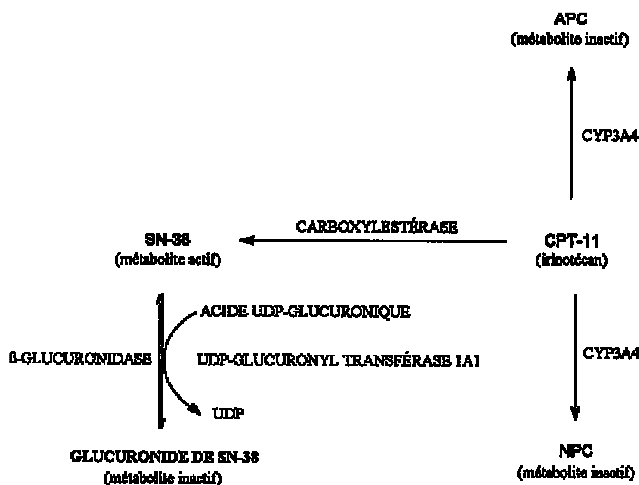 APC
(métabolite inactif)
CYP3A4
CARBOXYLESTÉRASE
SN-38
(métabolite actif)
CPT-11
(irinotécan)
ACIDE UDP-GLUCURONIQUE
ß-GLUCURONIDASE
UDP-GLUCURONYL TRANSFÉRASE 1A1
CYP3A4
UDP
GLUCURONIDE DE SN-38
(métabolite inactif)
NPC
(métabolite inactif)